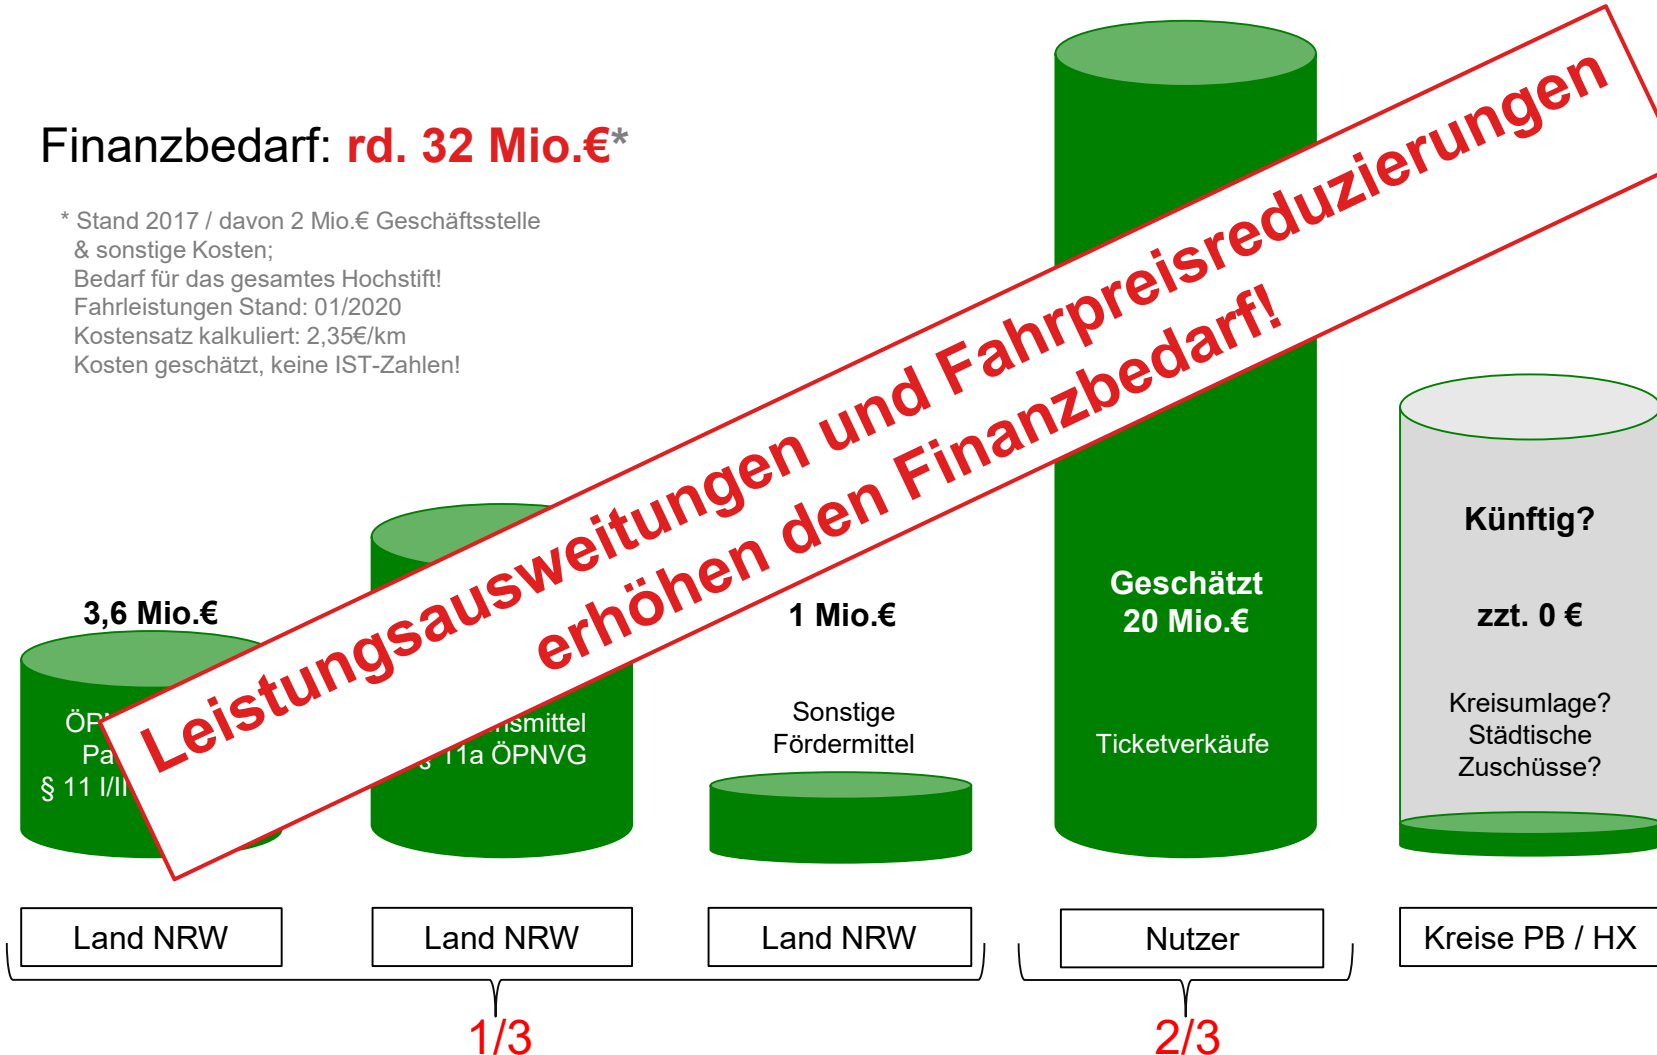 Finanzbedarf: rd. 32 Mio.€*
* Stand 2017 / davon 2 Mio.€ Geschäftsstelle
& sonstige Kosten;
Bedarf für das gesamtes Hochstift!
Fahrleistungen Stand: 01/2020
Kostensatz kalkuliert: 2,35€/km
Kosten geschätzt, keine IST-Zahlen!
Leistungsausweitungen und Fahrpreisreduzierungen
erhöhen den Finanzbedarf!
3,6 Mio.€
§ 11 I/II
11a ÖPNVG
1 Mio.€
Sonstige
Fördermittel
Geschätzt
20 Mio.€
Ticketverkäufe
Künftig?
zzt. 0 €
Kreisumlage?
Städtische
Zuschüsse?
Land NRW
Land NRW
Land NRW
Nutzer
Kreise PB / HX
1/3
2/3